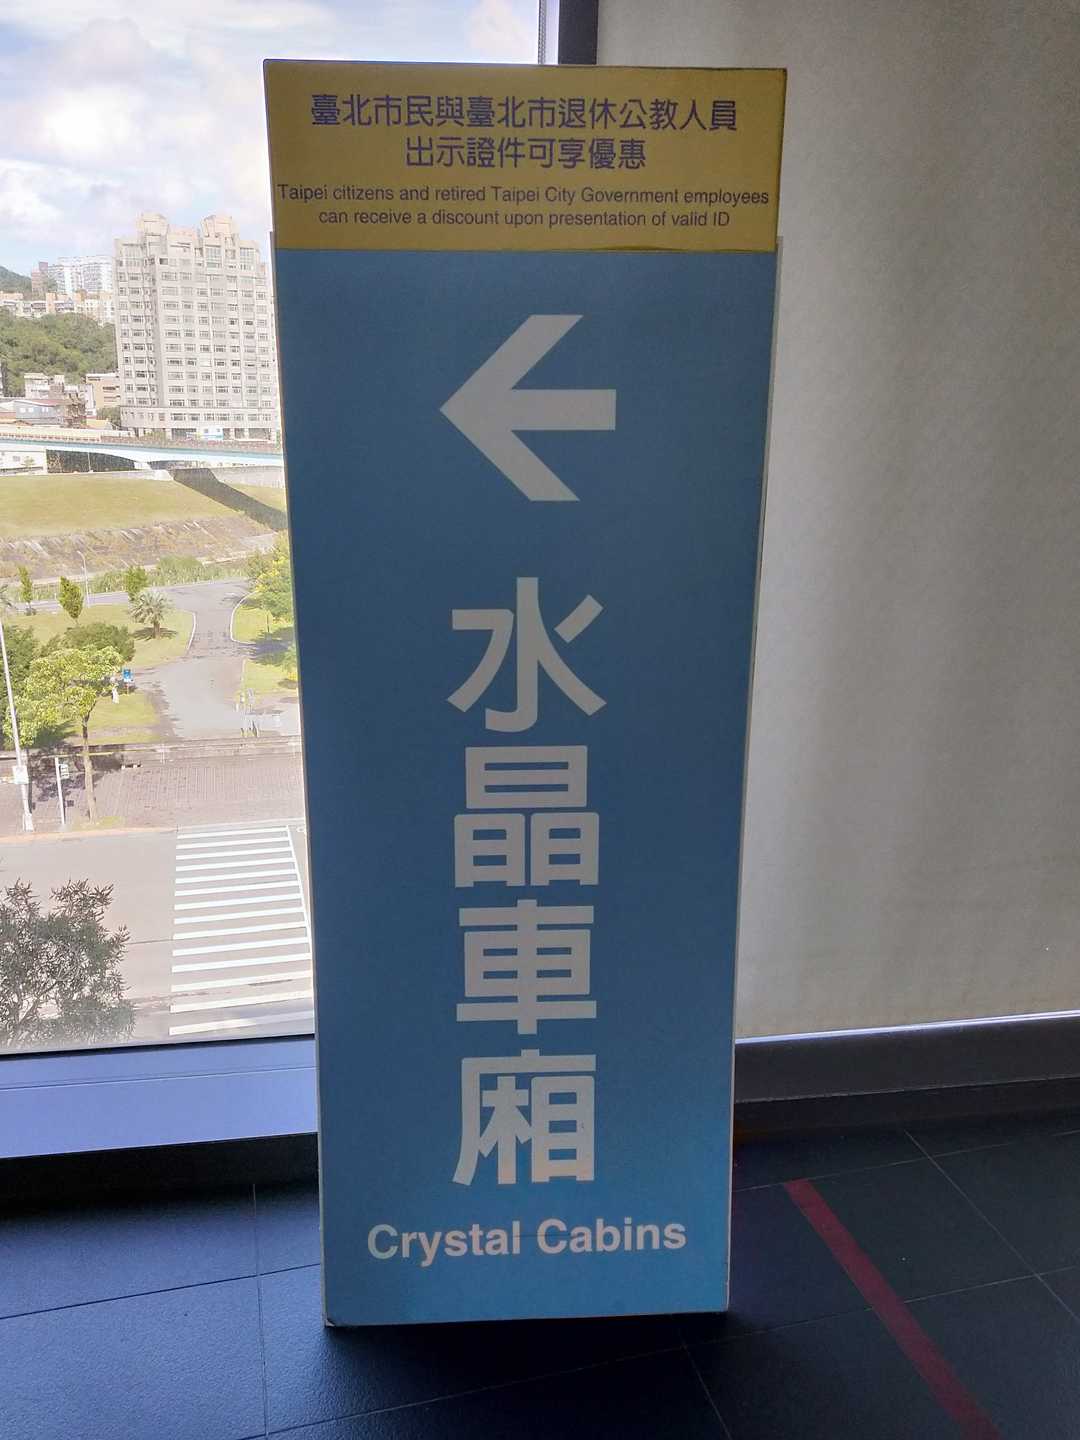 臺北市民與臺北市退休公教人員
出示證件可享優惠
Taipei citizens and retired Taipei City Government employees
can receive a discount upon presentation of valid ID
水晶車廂
Crystal Cabins